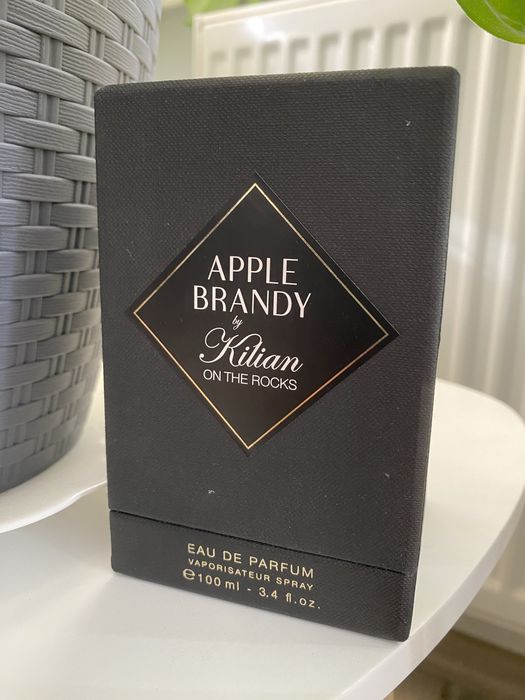 APPLE
BRANDY
by
Kilian
ON THE ROCKS
EAU DE PARFUM
VAPORISATEUR SPRAY
℮100 ml - 3.4 fl.oz.